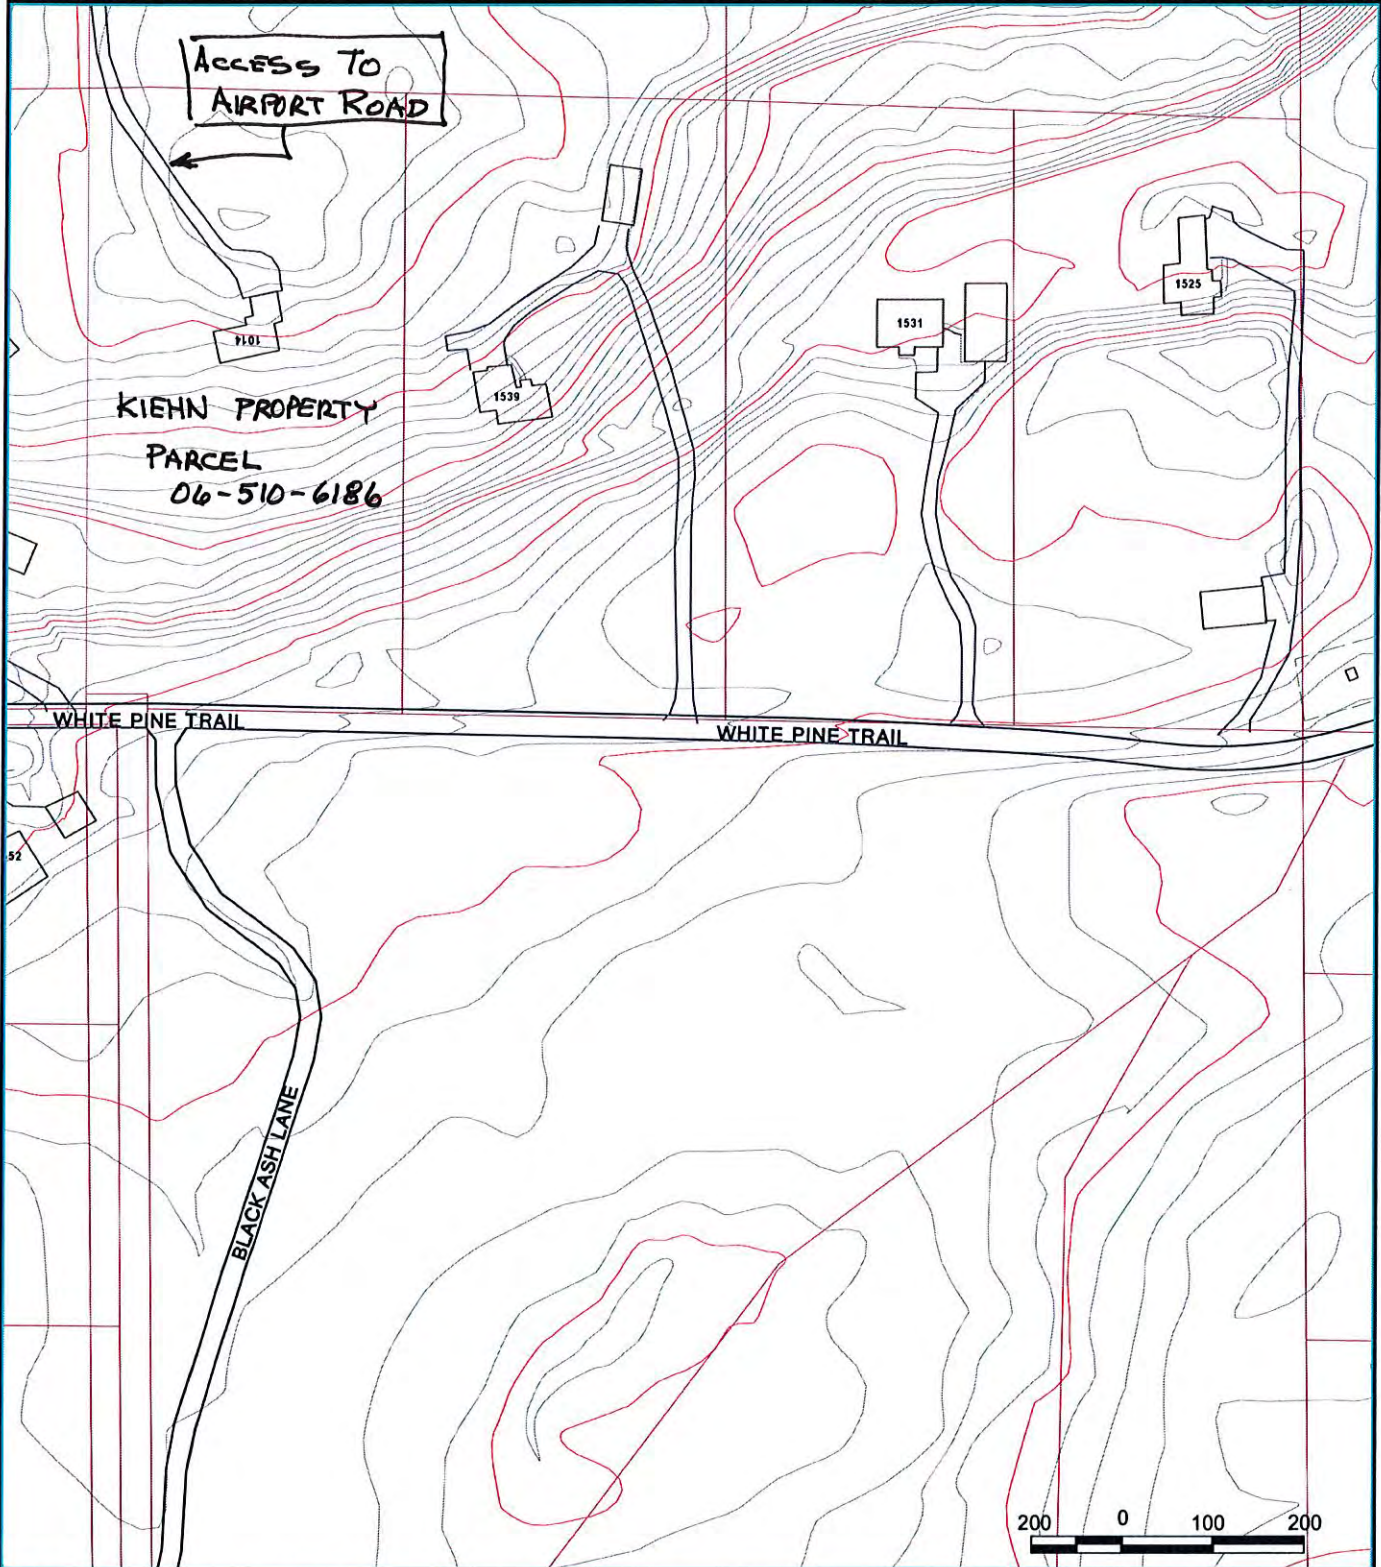 ACCESS TO
AIRPORT ROAD
1014
1539
1531
1525
KIEHN PROPERTY
PARCEL
06-510-6186
WHITE PINE TRAIL
WHITE PINE TRAIL
52
BLACK ASH LANE
200 0 100 200